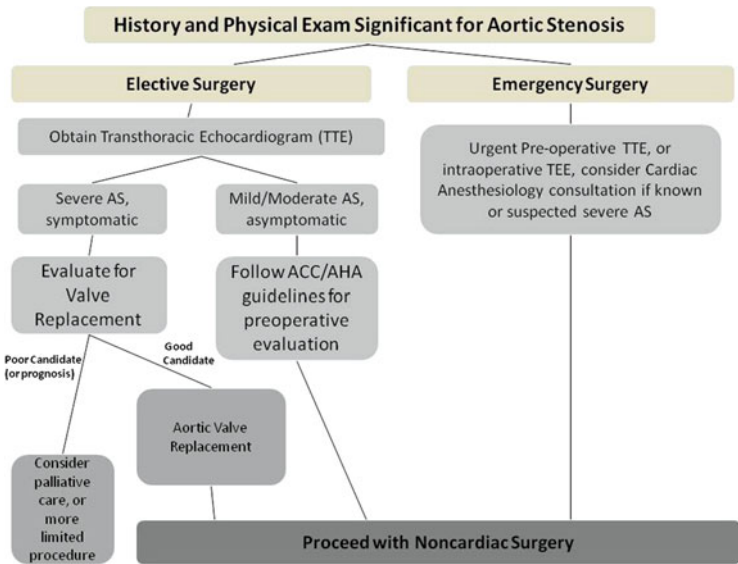 History and Physical Exam Significant for Aortic Stenosis
Elective Surgery
Emergency Surgery
Obtain Transthoracic Echocardiogram (TTE)
Urgent Pre-operative TTE, or
intraoperative TEE, consider Cardiac
Anesthesiology consultation if known
or suspected severe AS
Severe AS,
symptomatic
Mild/Moderate AS,
asymptomatic
Evaluate for
Valve
Replacement
Follow ACC/AHA
guidelines for
preoperative
evaluation
Poor Candidate
(or prognosis)
Good
Candidate
Aortic Valve
Replacement
Consider
palliative
care, or
more
limited
procedure
Proceed with Noncardiac Surgery